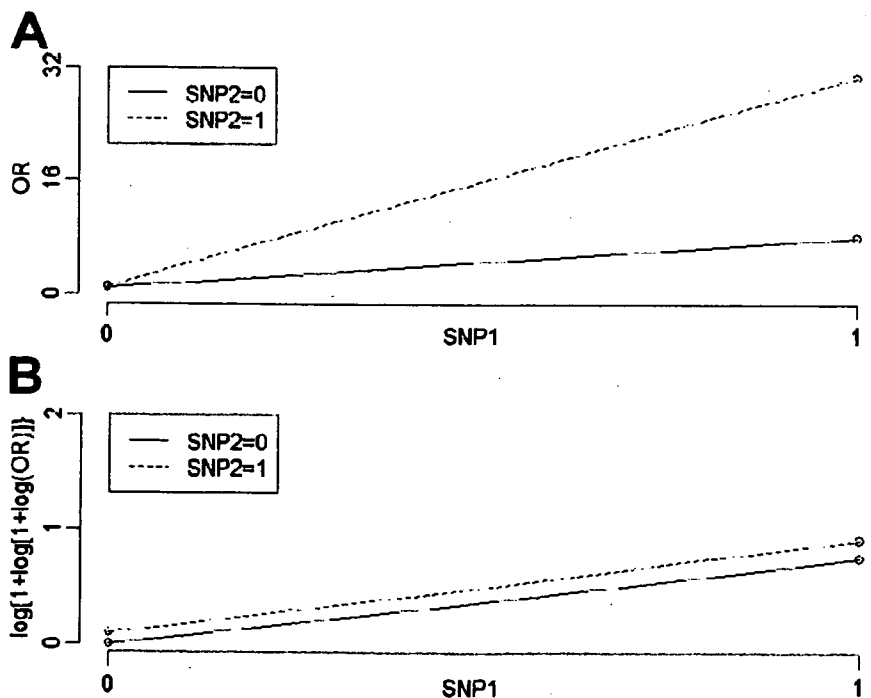 A
32
16
0
OR
SNP2=0
SNP2=1
0
SNP1
1
B
2
1
0
log{1+log[1+log(OR)]}
SNP2=0
SNP2=1
0
SNP1
1